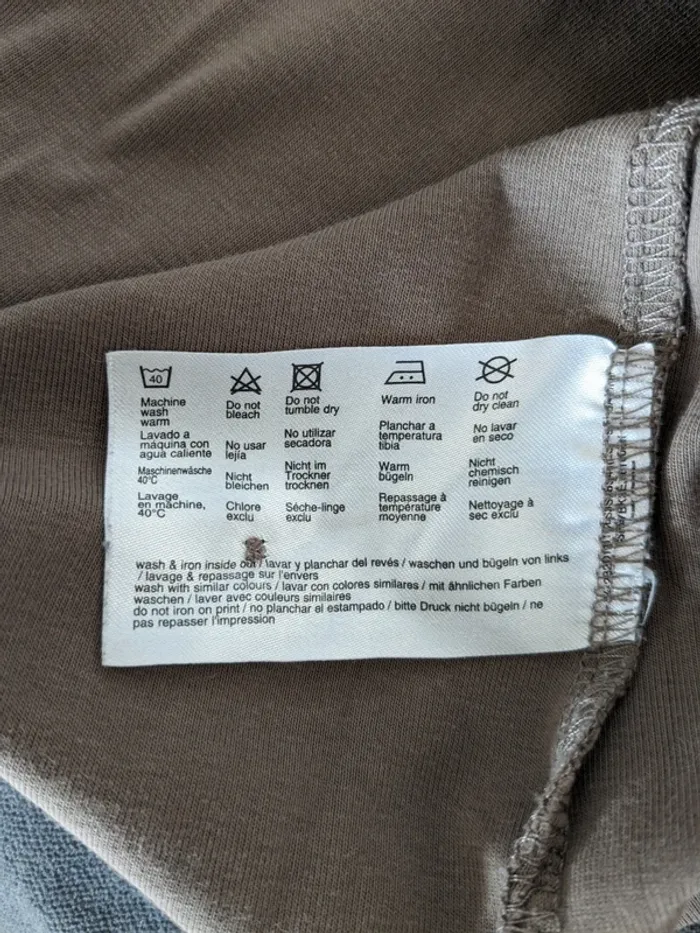 40
Machine
wash
warm
Lavado a
máquina con
agua caliente
Maschinenwäsche
40°C
Lavage
en machine,
40°C
Do not
bleach
No usar
lejía
Nicht
bleichen
Chlore
exclu
Do not
tumble dry
No utilizar
secadora
Nicht im
Trockner
trocknen
Séche-linge
exclu
Warm iron
Planchar a
temperatura
tibia
Warm
bügeln
Repassage à
température
moyenne
Do not
dry clean
No lavar
en seco
Nicht
chemisch
reinigen
Nettoyage à
sec exclu
wash & iron inside out / lavar y planchar del revés / waschen und bügeln von links
/ lavage & repassage sur l'envers
wash with similar colours / lavar con colores similares / mit ähnlichen Farben
waschen / laver avec couleurs similaires
do not iron on print / no planchar el estampado / bitte Druck nicht bügeln / ne
pas repasser l'impression